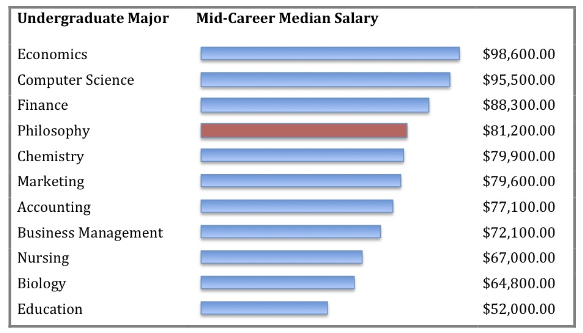 Undergraduate Major Mid-Career Median Salary
Economics $98,600.00
Computer Science $95,500.00
Finance $88,300.00
Philosophy $81,200.00
Chemistry $79,900.00
Marketing $79,600.00
Accounting $77,100.00
Business Management $72,100.00
Nursing $67,000.00
Biology $64,800.00
Education $52,000.00